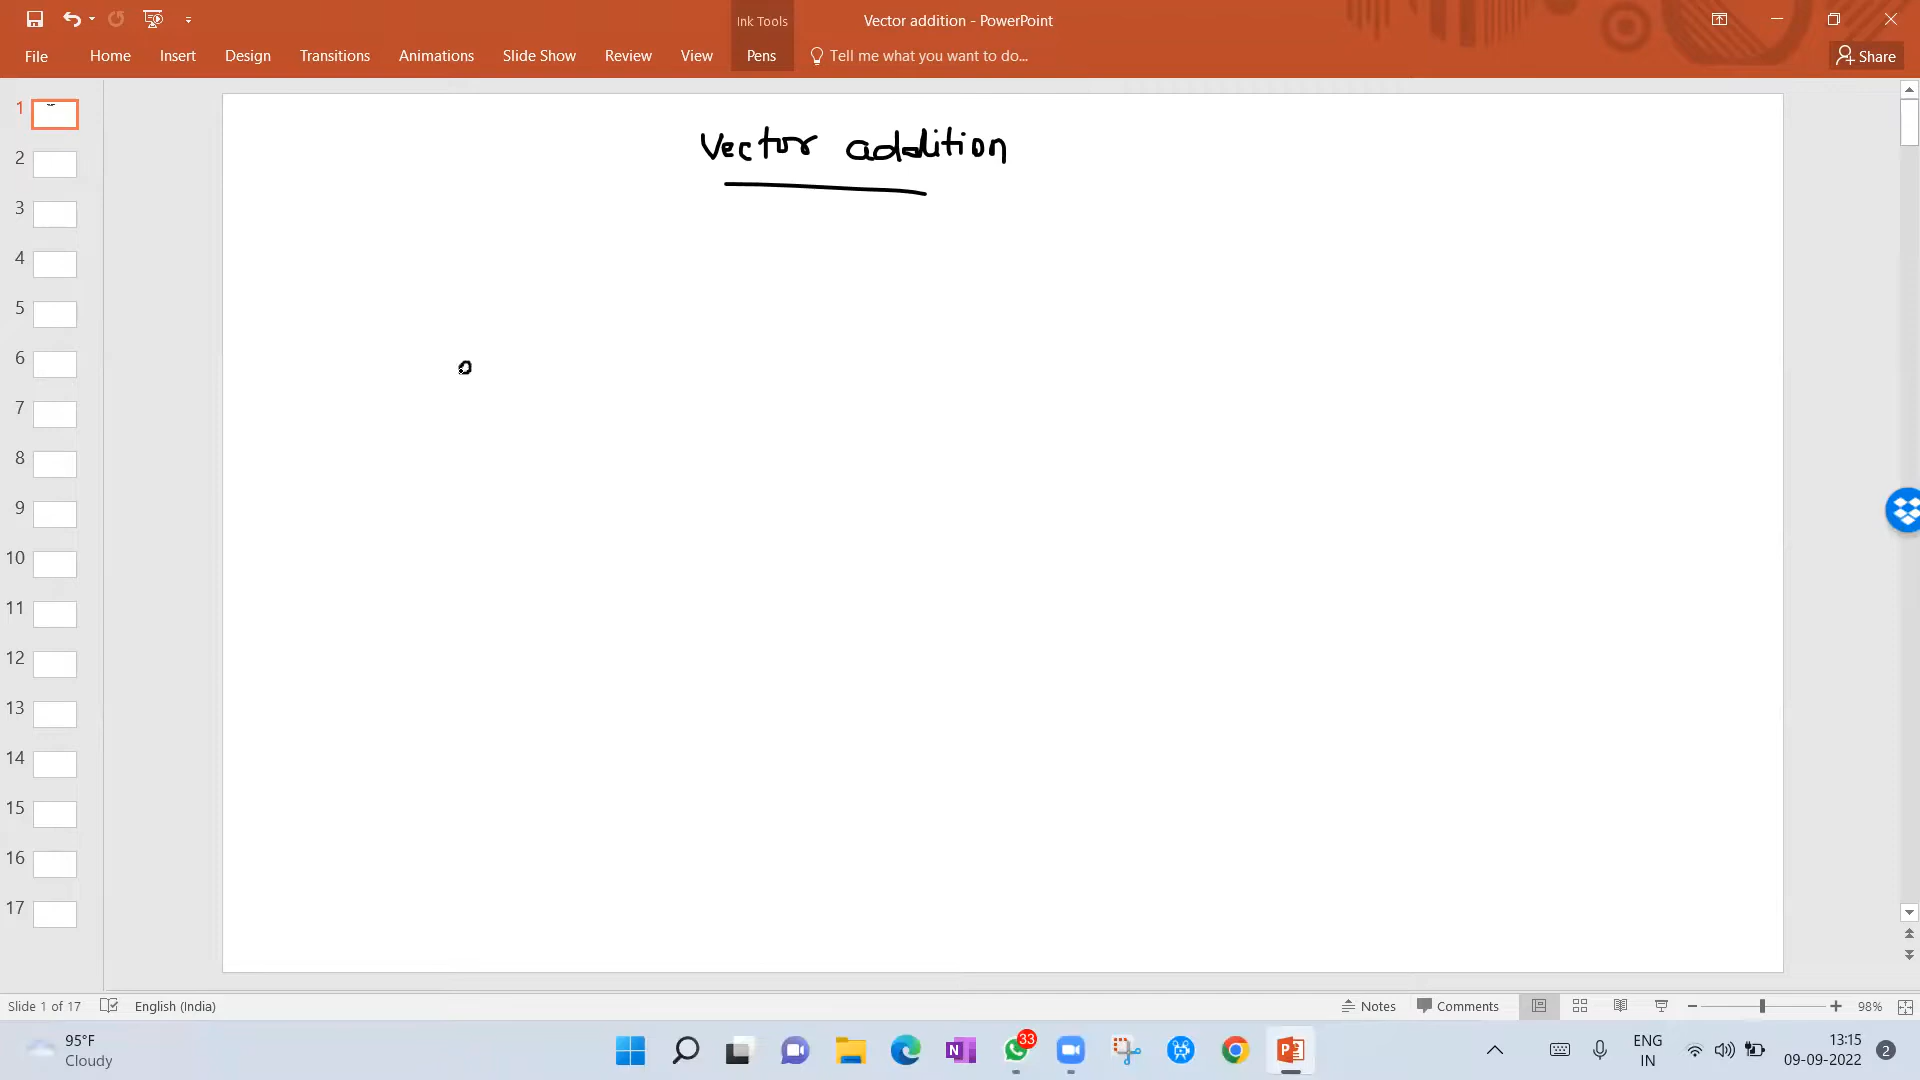 Ink Tools
Vector addition - PowerPoint
File Home Insert Design Transitions Animations Slide Show Review View Pens Tell me what you want to do... Share
Vector addition
1
2
3
4
5
6
7
8
9
10
11
12
13
14
15
16
17
Slide 1 of 17 English (India) Notes Comments 98%
95°F
Cloudy
33
ENG
IN
13:15
09-09-2022
2